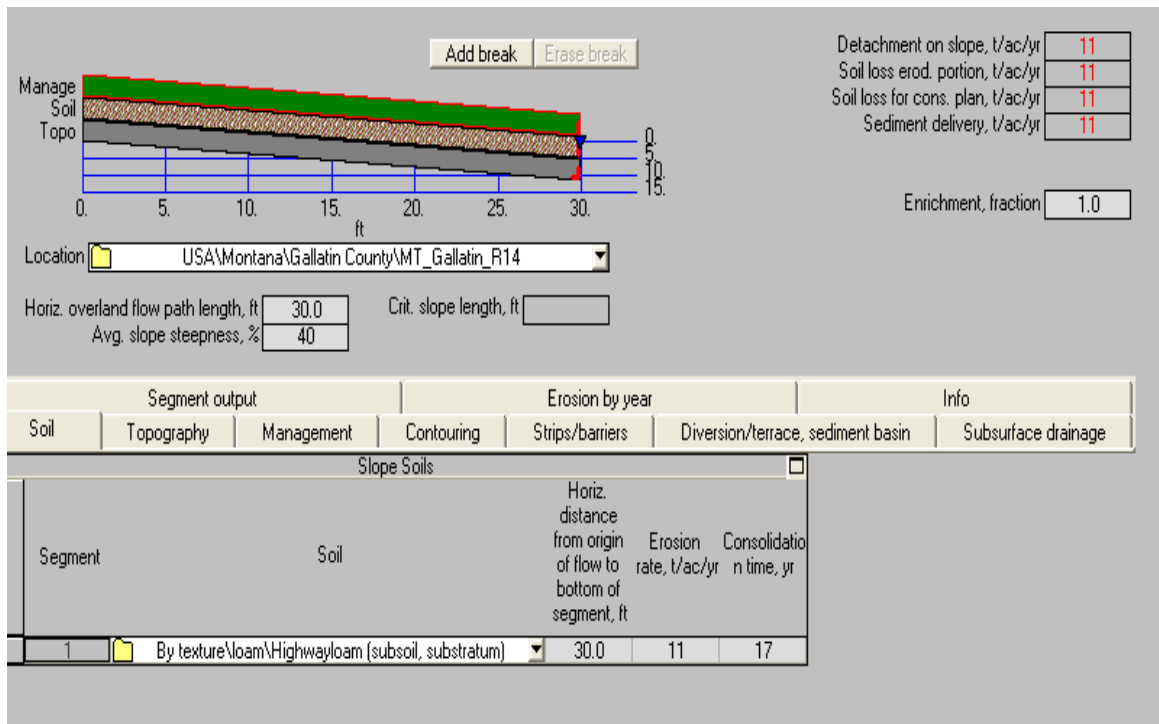 Add break Erase break
Manage
Soil
Topo
0.
5.
10.
15.
0. 5. 10. 15. 20. 25. 30.
ft
Location USA\Montana\Gallatin County\MT_Gallatin_R14
Horiz. overland flow path length, ft 30.0 Crit. slope length, ft
Avg. slope steepness, % 40
Detachment on slope, t/ac/yr 11
Soil loss erod. portion, t/ac/yr 11
Soil loss for cons. plan, t/ac/yr 11
Sediment delivery, t/ac/yr 11
Enrichment, fraction 1.0
Segment output Erosion by year Info
Soil Topography Management Contouring Strips/barriers Diversion/terrace, sediment basin Subsurface drainage
Slope Soils
Segment
Soil
Horiz.
distance
from origin
of flow to
bottom of
segment, ft
Erosion
rate, t/ac/yr
Consolidatio
n time, yr
1 By texture\loam\Highwayloam (subsoil, substratum) 30.0 11 17